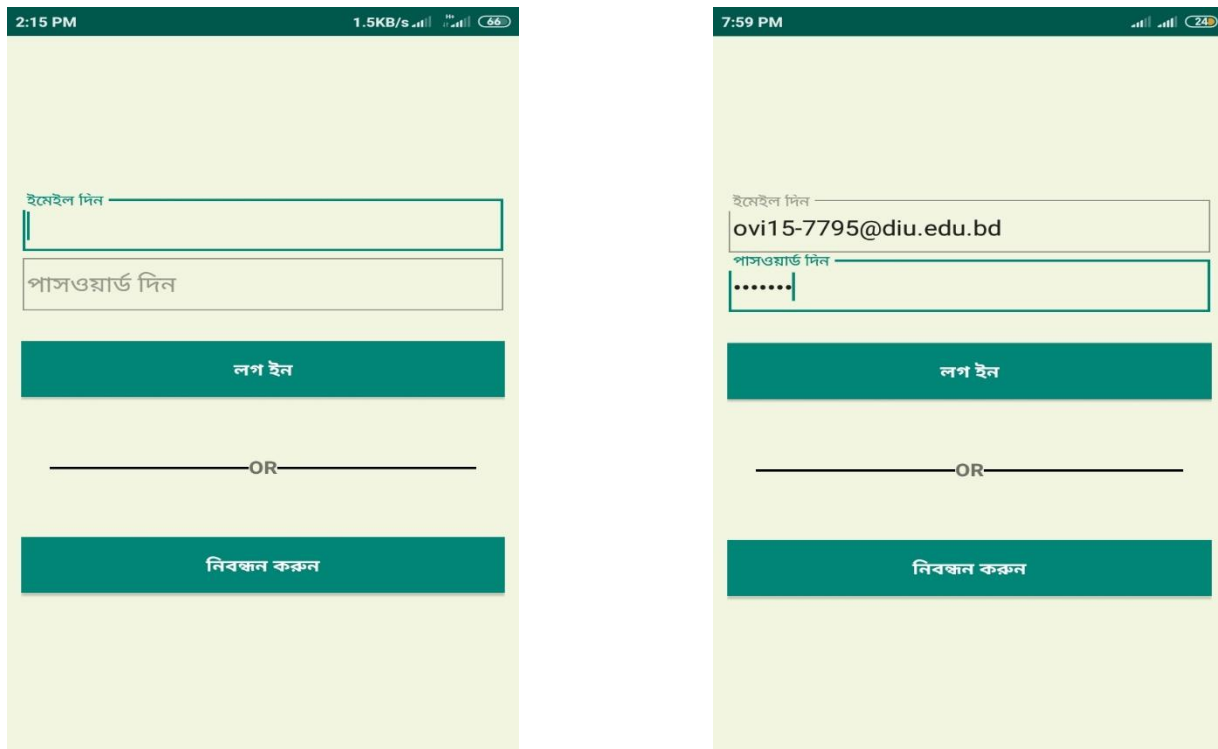 2:15 PM 1.5KB/s 66
ইমেইল দিন
পাসওয়ার্ড দিন
লগ ইন
OR
নিবন্ধন করুন
7:59 PM 24
ইমেইল দিন
ovi15-7795@diu.edu.bd
পাসওয়ার্ড দিন
•••••••
লগ ইন
OR
নিবন্ধন করুন